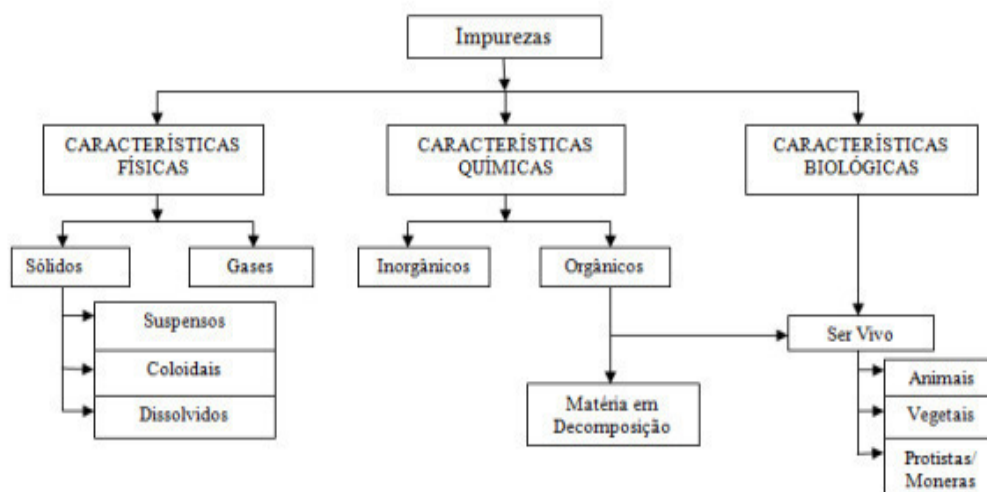 Impurezas
CARACTERÍSTICAS
FÍSICAS
CARACTERÍSTICAS
QUÍMICAS
CARACTERÍSTICAS
BIOLÓGICAS
Sólidos
Gases
Inorgânicos
Orgânicos
Suspensos
Coloidais
Dissolvidos
Ser Vivo
Matéria em
Decomposição
Animais
Vegetais
Protistas/
Moneras